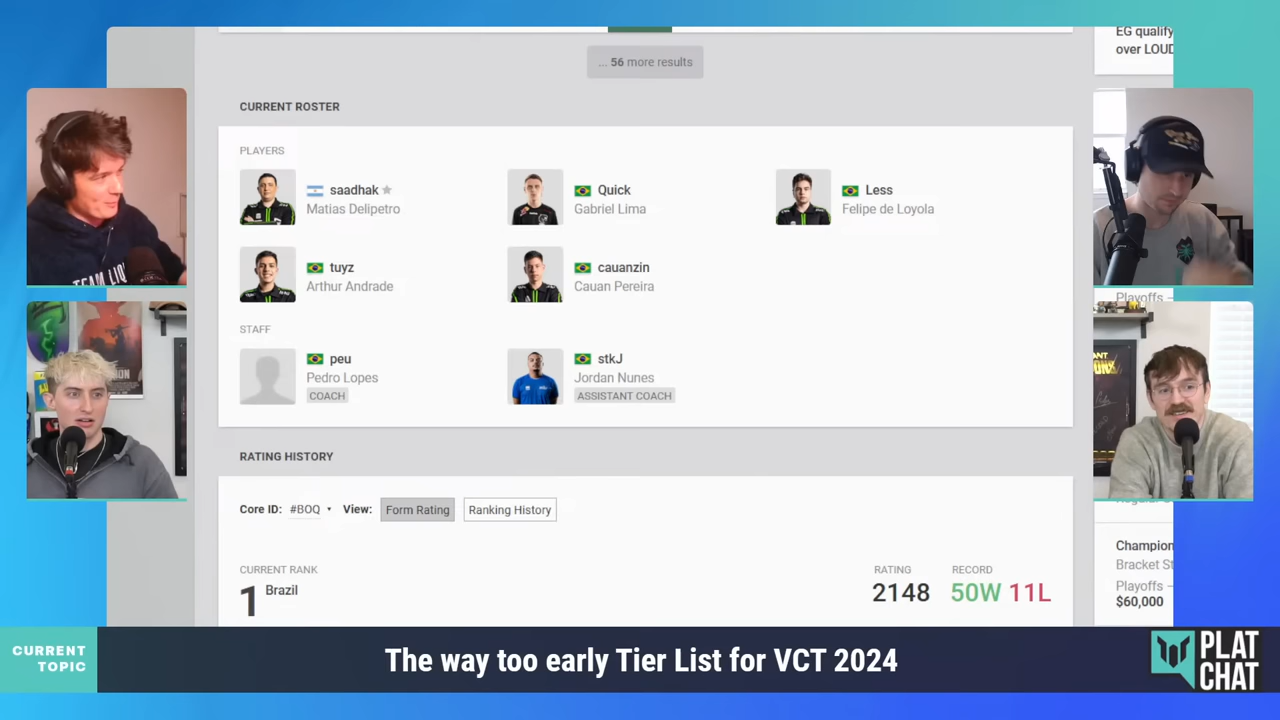 EG qualify
over LOUD
... 56 more results
CURRENT ROSTER
PLAYERS
saadhak
Matias Delipetro
Quick
Gabriel Lima
Less
Felipe de Loyola
tuyz
Arthur Andrade
cauanzin
Cauan Pereira
STAFF
peu
Pedro Lopes
COACH
stkJ
Jordan Nunes
ASSISTANT COACH
RATING HISTORY
Core ID: #BOQ View: Form Rating Ranking History
CURRENT RANK
1 Brazil
RATING
2148
RECORD
50W 11L
Playoffs –
Champion
Bracket St
Playoffs –
$60,000
TEAM LIQ
CURRENT
TOPIC
The way too early Tier List for VCT 2024
PLAT
CHAT